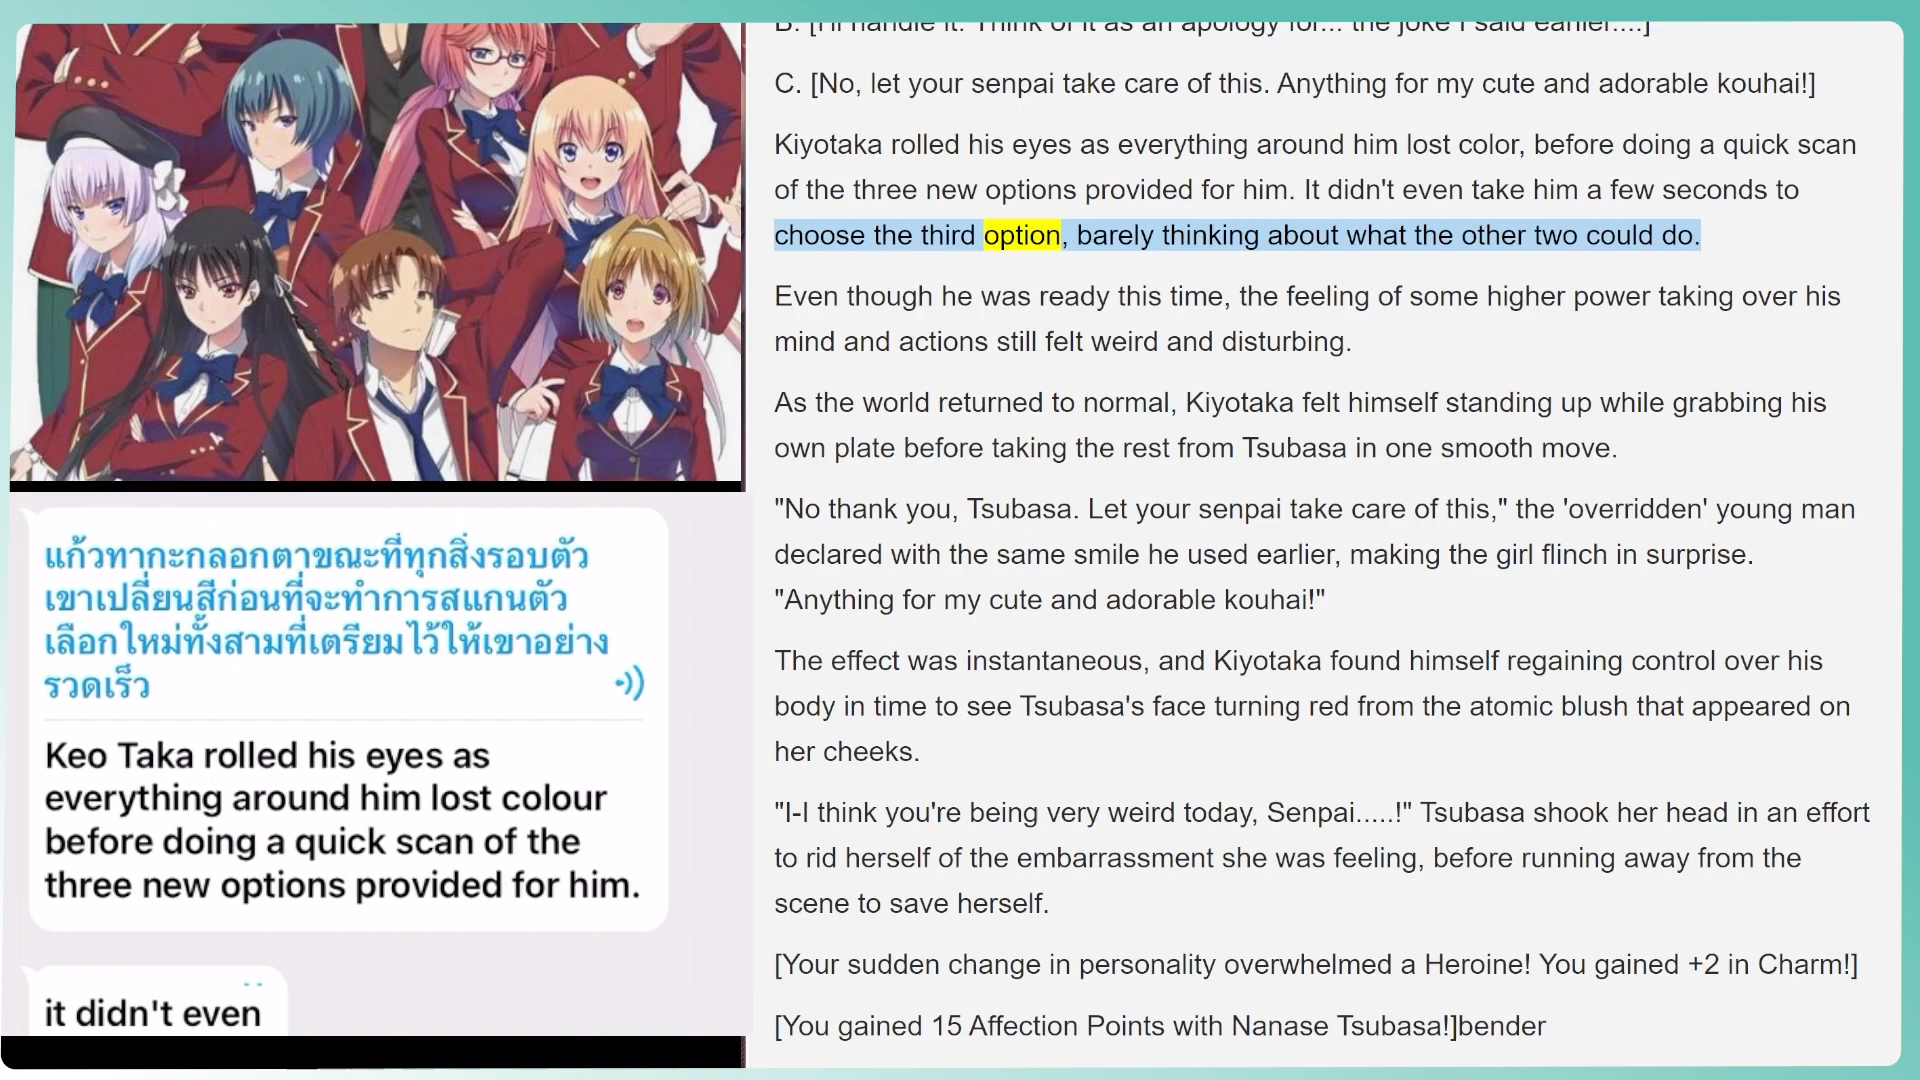 B. [I'll handle it. Think of it as an apology for... the joke I said earlier....]
C. [No, let your senpai take care of this. Anything for my cute and adorable kouhai!]
Kiyotaka rolled his eyes as everything around him lost color, before doing a quick scan
of the three new options provided for him. It didn't even take him a few seconds to
choose the third option, barely thinking about what the other two could do.
Even though he was ready this time, the feeling of some higher power taking over his
mind and actions still felt weird and disturbing.
As the world returned to normal, Kiyotaka felt himself standing up while grabbing his
own plate before taking the rest from Tsubasa in one smooth move.
"No thank you, Tsubasa. Let your senpai take care of this," the 'overridden' young man
declared with the same smile he used earlier, making the girl flinch in surprise.
"Anything for my cute and adorable kouhai!"
The effect was instantaneous, and Kiyotaka found himself regaining control over his
body in time to see Tsubasa's face turning red from the atomic blush that appeared on
her cheeks.
"I-I think you're being very weird today, Senpai.....!" Tsubasa shook her head in an effort
to rid herself of the embarrassment she was feeling, before running away from the
scene to save herself.
[Your sudden change in personality overwhelmed a Heroine! You gained +2 in Charm!]
[You gained 15 Affection Points with Nanase Tsubasa!]bender
แก้วทากะกลอกตาขณะที่ทุกสิ่งรอบตัว
เขาเปลี่ยนสีก่อนที่จะทำการสแกนตัว
เลือกใหม่ทั้งสามที่เตรียมไว้ให้เขาอย่าง
รวดเร็ว
Keo Taka rolled his eyes as
everything around him lost colour
before doing a quick scan of the
three new options provided for him.
it didn't even